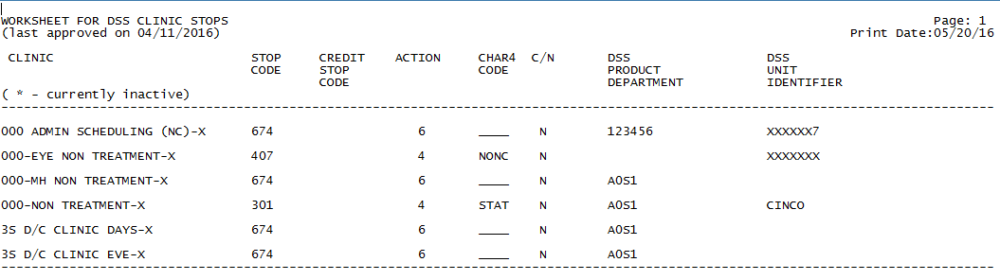 WORKSHEET FOR DSS CLINIC STOPS Page: 1
(last approved on 04/11/2016) Print Date:05/20/16
CLINIC STOP CREDIT ACTION CHAR4 C/N DSS DSS
CODE STOP CODE PRODUCT UNIT
CODE DEPARTMENT IDENTIFIER
( * - currently inactive)
000 ADMIN SCHEDULING (NC)-X 674 6 ____ N 123456 XXXXXX7
000-EYE NON TREATMENT-X 407 4 NONC N XXXXXXX
000-MH NON TREATMENT-X 674 6 ____ N A0S1
000-NON TREATMENT-X 301 4 STAT N A0S1 CINCO
3S D/C CLINIC DAYS-X 674 6 ____ N A0S1
3S D/C CLINIC EVE-X 674 6 ____ N A0S1